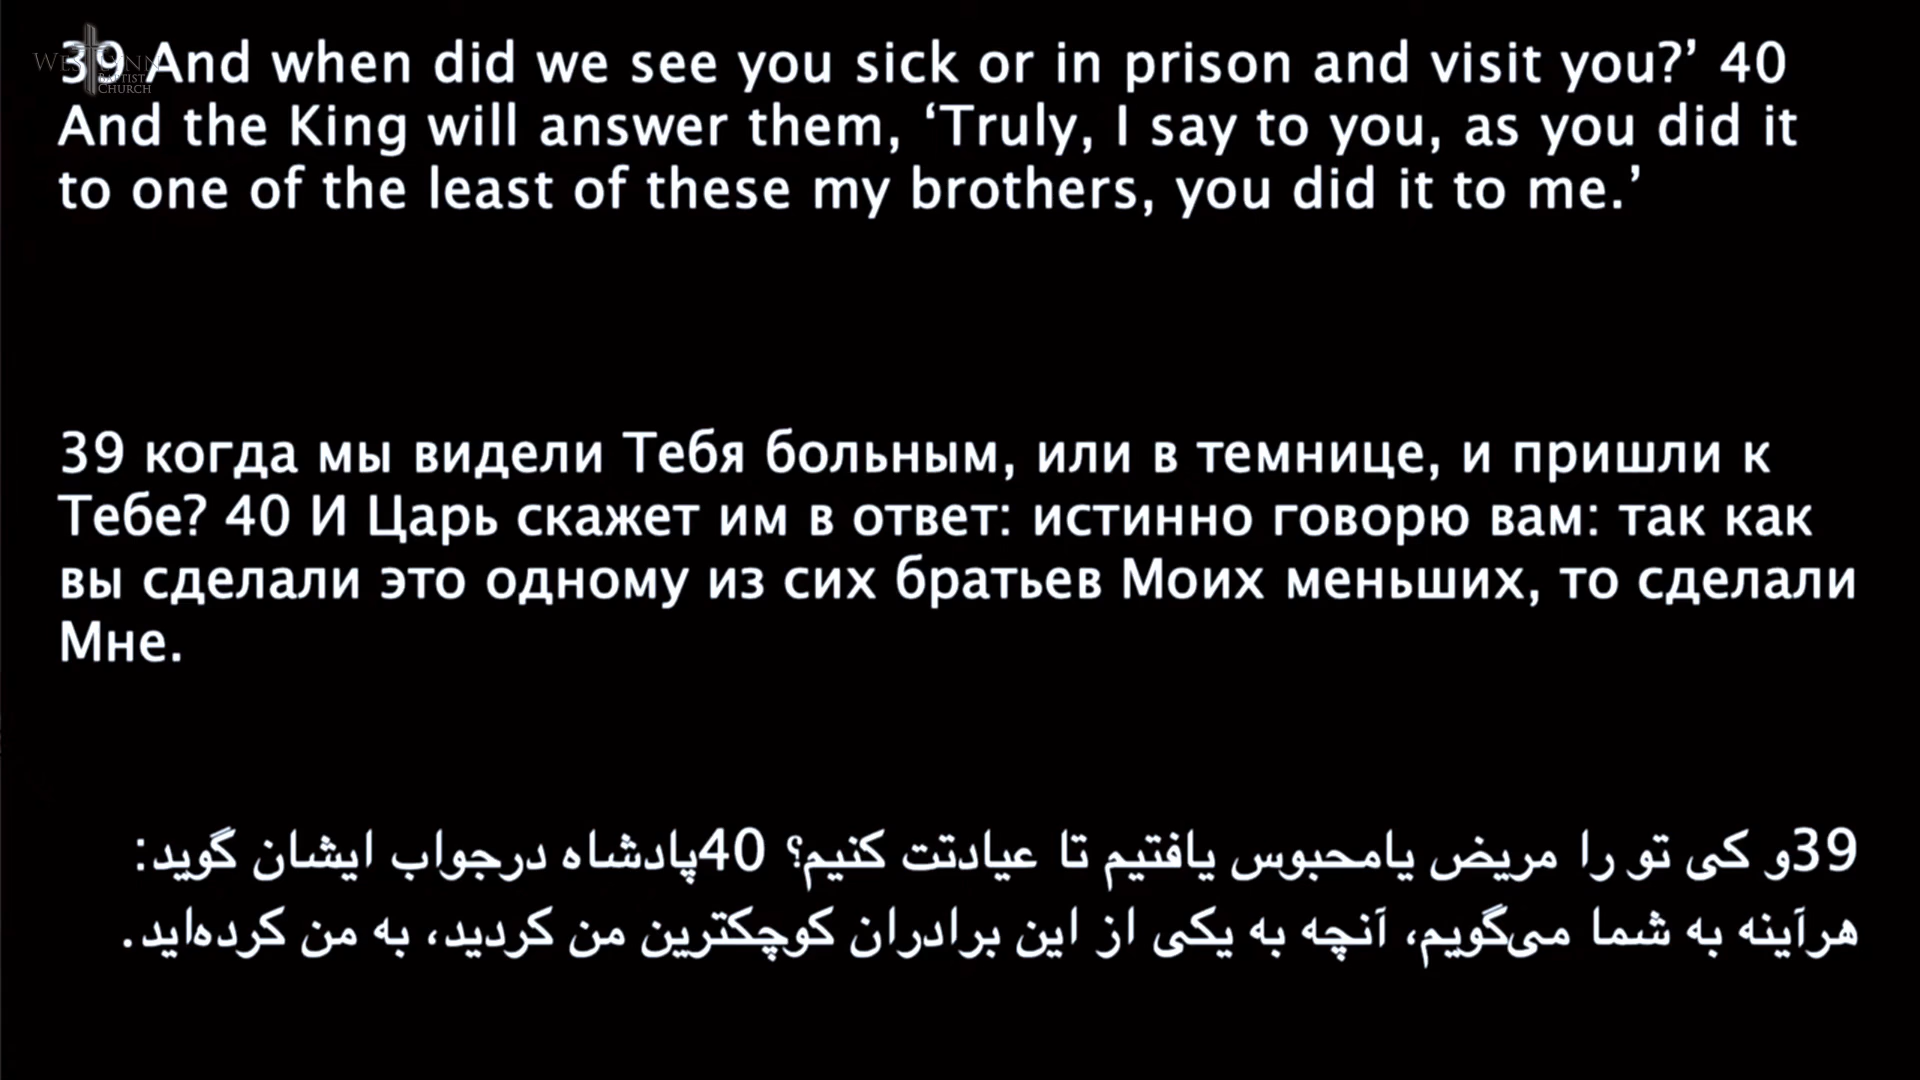 West Lynn
Baptist
Church
39 And when did we see you sick or in prison and visit you?’ 40
And the King will answer them, ‘Truly, I say to you, as you did it
to one of the least of these my brothers, you did it to me.’
39 когда мы видели Тебя больным, или в темнице, и пришли к
Тебе? 40 И Царь скажет им в ответ: истинно говорю вам: так как
вы сделали это одному из сих братьев Моих меньших, то сделали
Мне.
39و کی تو را مریض یامحبوس یافتیم تا عیادتت کنیم؟ 40پادشاه درجواب ایشان گوید:
هرآینه به شما می‌گویم، آنچه به یکی از این برادران کوچکترین من کردید، به من کرده‌اید.